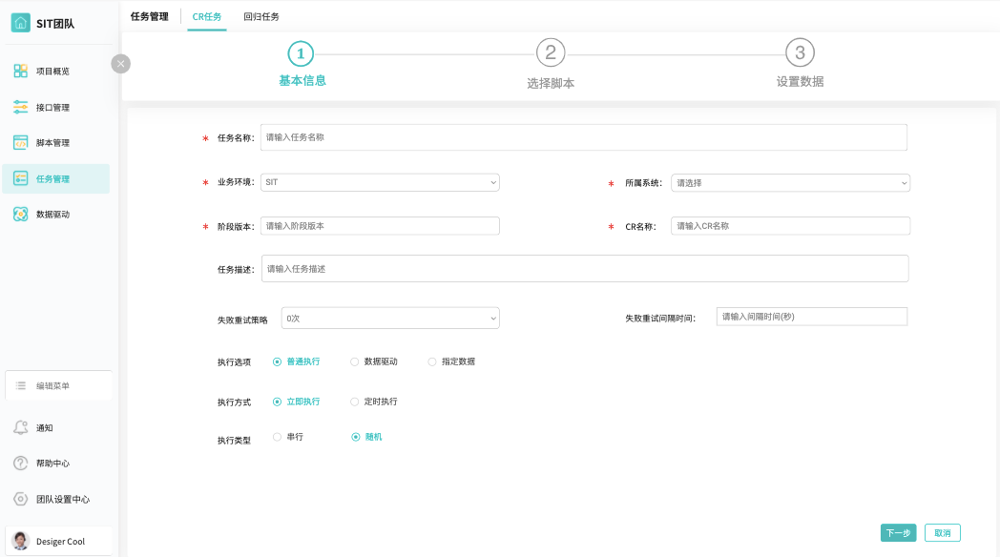 SIT团队
任务管理 CR任务 回归任务
1 2 3
基本信息 选择脚本 设置数据
项目概览
接口管理
脚本管理
任务管理
数据驱动
* 任务名称: 请输入任务名称
* 业务环境: SIT * 所属系统: 请选择
* 阶段版本: 请输入阶段版本 * CR名称: 请输入CR名称
任务描述: 请输入任务描述
失败重试策略 0次 失败重试间隔时间: 请输入间隔时间(秒)
执行选项 普通执行 数据驱动 指定数据
执行方式 立即执行 定时执行
执行类型 串行 随机
编辑菜单
通知
帮助中心
团队设置中心
Desiger Cool
下一步 取消